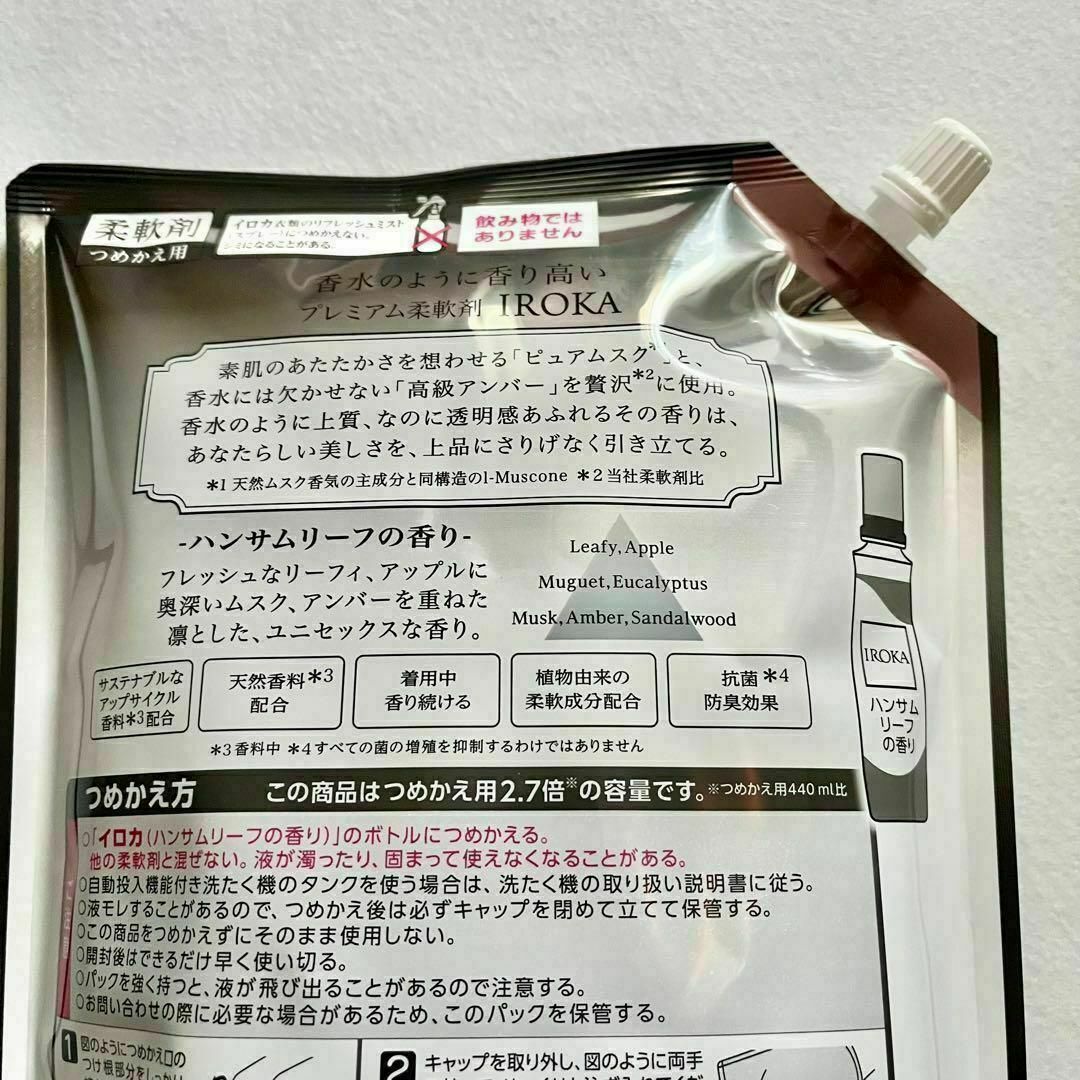 柔軟剤
つめかえ用
イロカ衣類のリフレッシュミスト
(スプレー)につめかえない。
シミになることがある。
飲み物では
ありません
香水のように香り高い
プレミアム柔軟剤 IROKA
素肌のあたたかさを想わせる「ピュアムスク*1」と、
香水には欠かせない「高級アンバー」を贅沢*2に使用。
香水のように上質、なのに透明感あふれるその香りは、
あなたらしい美しさを、上品にさりげなく引き立てる。
*1 天然ムスク香気の主成分と同構造のl-Muscone *2 当社柔軟剤比
-ハンサムリーフの香り-
フレッシュなリーフィ、アップルに
奥深いムスク、アンバーを重ねた
凛とした、ユニセックスな香り。
Leafy, Apple
Muguet, Eucalyptus
Musk, Amber, Sandalwood
IROKA
ハンサム
リーフ
の香り
サステナブルな
アップサイクル
香料*3配合
天然香料*3
配合
着用中
香り続ける
植物由来の
柔軟成分配合
抗菌*4
防臭効果
*3 香料中 *4 すべての菌の増殖を抑制するわけではありません
つめかえ方 この商品はつめかえ用2.7倍※の容量です。※つめかえ用440ml比
○「イロカ(ハンサムリーフの香り)」のボトルにつめかえる。
他の柔軟剤と混ぜない。液が濁ったり、固まって使えなくなることがある。
○自動投入機能付き洗たく機のタンクを使う場合は、洗たく機の取り扱い説明書に従う。
○液モレすることがあるので、つめかえ後は必ずキャップを閉めて立てて保管する。
○この商品をつめかえずにそのまま使用しない。
○開封後はできるだけ早く使い切る。
○パックを強く持つと、液が飛び出ることがあるので注意する。
○お問い合わせの際に必要な場合があるため、このパックを保管する。
1 図のようにつめかえ口の
つけ根部分をしっかり
2 キャップを取り外し、図のように両手